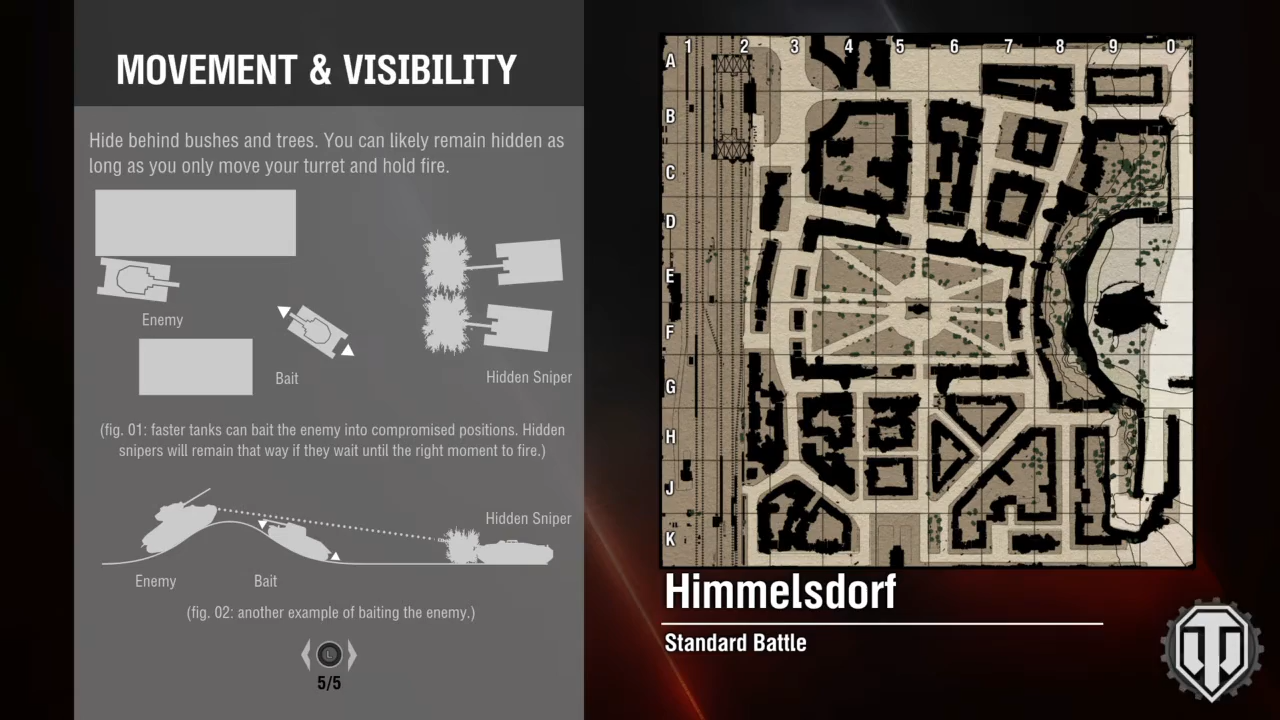 MOVEMENT & VISIBILITY
Hide behind bushes and trees. You can likely remain hidden as
long as you only move your turret and hold fire.
Enemy
Bait
Hidden Sniper
(fig. 01: faster tanks can bait the enemy into compromised positions. Hidden
snipers will remain that way if they wait until the right moment to fire.)
Hidden Sniper
Enemy
Bait
(fig. 02: another example of baiting the enemy.)
L
5/5
1 2 3 4 5 6 7 8 9 0
A
B
C
D
E
F
G
H
J
K
Himmelsdorf
Standard Battle